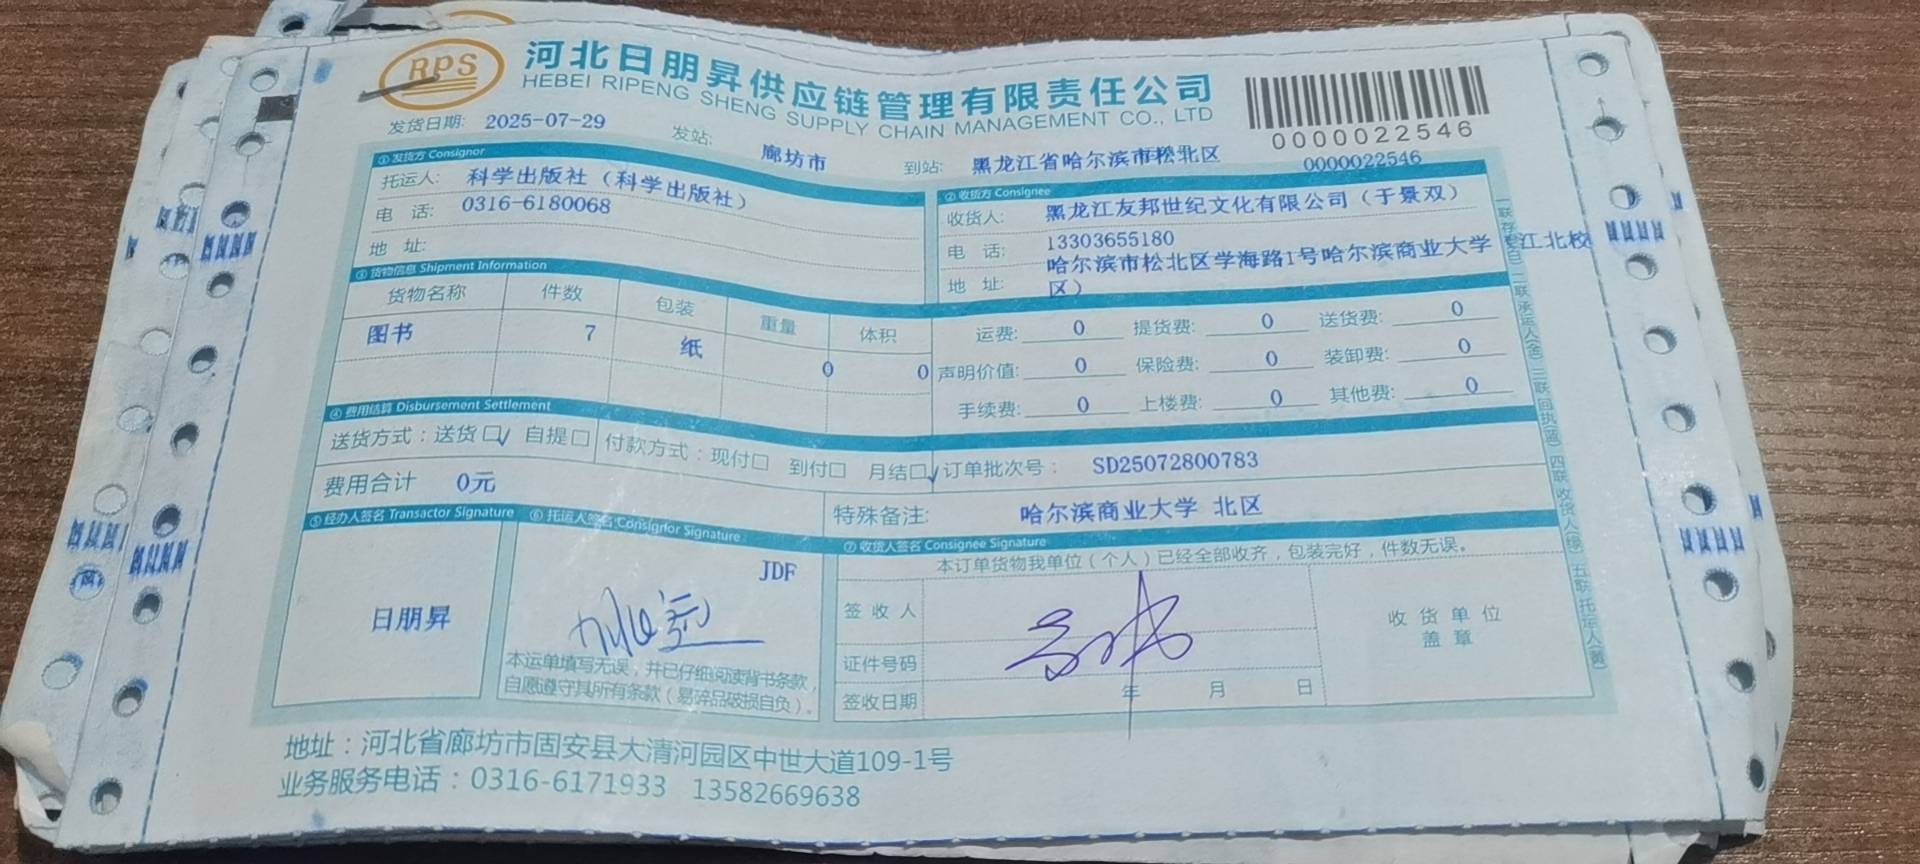 RPS
河北日朋昇供应链管理有限责任公司
HEBEI RIPENG SHENG SUPPLY CHAIN MANAGEMENT CO., LTD
0000022546
发货日期: 2025-07-29 发站: 廊坊市 到站: 黑龙江省哈尔滨市松北区 0000022546
① 发货方 Consignor
托运人: 科学出版社（科学出版社）
电 话: 0316-6180068
地 址:
② 收货方 Consignee
收货人: 黑龙江友邦世纪文化有限公司（于景双）
电 话: 13303655180
地 址: 哈尔滨市松北区学海路1号哈尔滨商业大学 江北校
区）
③ 货物信息 Shipment Information
货物名称 件数 包装 重量 体积
图书 7 纸 0 0
运费: 0 提货费: 0 送货费: 0
声明价值: 0 保险费: 0 装卸费: 0
手续费: 0 上楼费: 0 其他费: 0
④ 费用结算 Disbursement Settlement
送货方式：送货☐√ 自提☐ 付款方式：现付☐ 到付☐ 月结☐√ 订单批次号： SD25072800783
费用合计 0元
特殊备注: 哈尔滨商业大学 北区
⑤ 经办人签名 Transactor Signature
日朋昇
⑥ 托运人签名 Consignor Signature
JDF
本运单填写无误，并已仔细阅读背书条款，
自愿遵守其所有条款（易碎品破损自负）。
⑦ 收货人签名 Consignee Signature
本订单货物我单位（个人）已经全部收齐，包装完好，件数无误。
签收人
证件号码
签收日期 年 月 日
收货单位
盖章
二联 承运人(金) 三联 回执(蓝) 四联 收货人(绿) 五联 托运人(黄)
地址：河北省廊坊市固安县大清河园区中世大道109-1号
业务服务电话：0316-6171933 13582669638